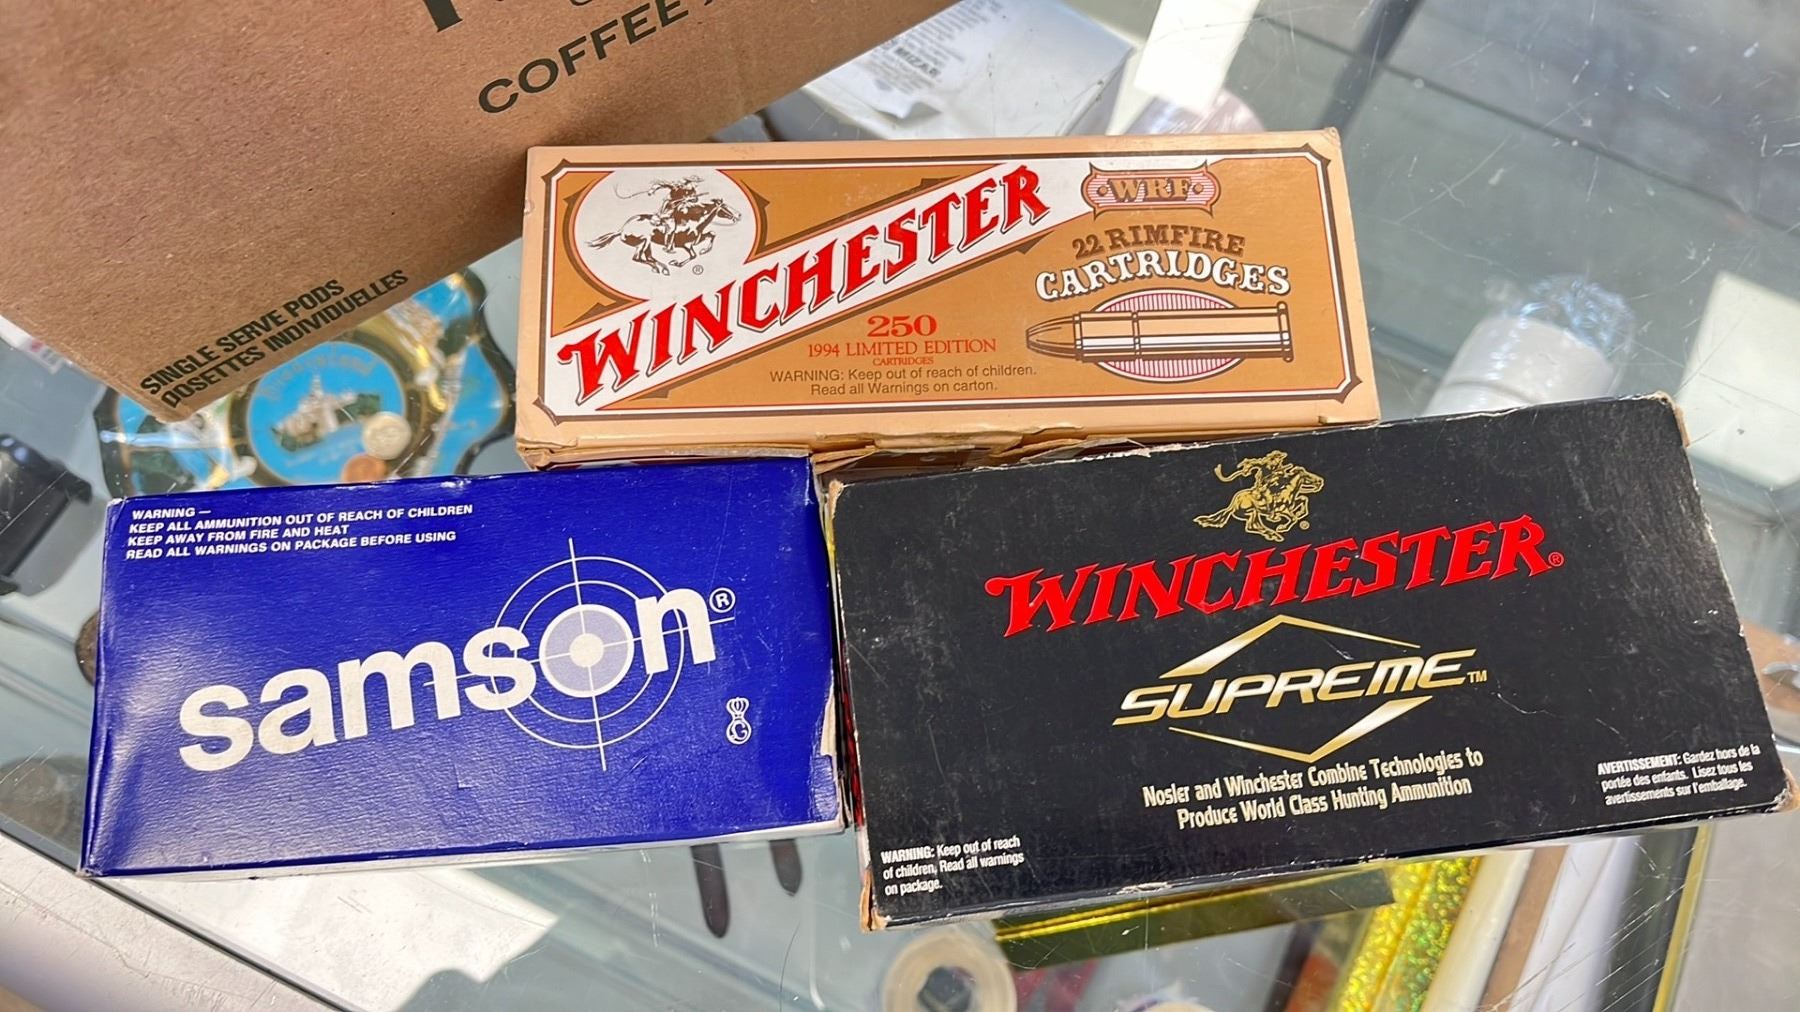 COFFEE
SINGLE SERVE PODS
DOSETTES INDIVIDUELLES
WINCHESTER
®
WRF
22 RIMFIRE
CARTRIDGES
250
1994 LIMITED EDITION
CARTRIDGES
WARNING: Keep out of reach of children.
Read all Warnings on carton.
WARNING —
KEEP ALL AMMUNITION OUT OF REACH OF CHILDREN
KEEP AWAY FROM FIRE AND HEAT
READ ALL WARNINGS ON PACKAGE BEFORE USING
samson®
G
®
WINCHESTER®
SUPREME™
Nosler and Winchester Combine Technologies to
Produce World Class Hunting Ammunition
WARNING: Keep out of reach
of children, Read all warnings
on package.
AVERTISSEMENT: Gardez hors de la
portée des enfants. Lisez tous les
avertissements sur l'emballage.